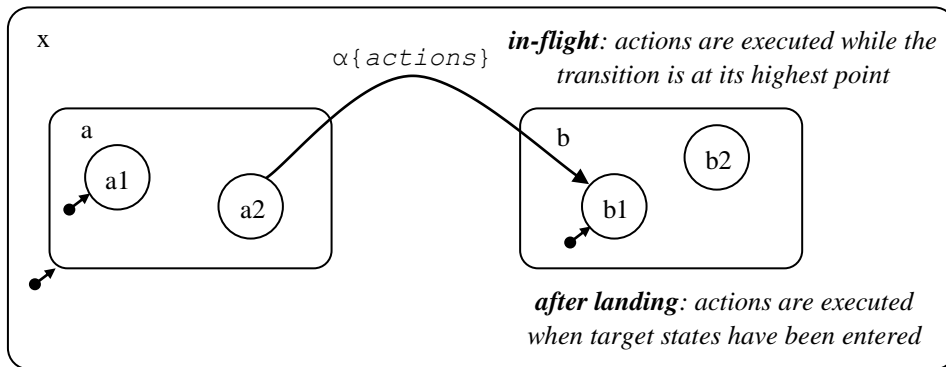 x
in-flight: actions are executed while the
transition is at its highest point
α{actions}
a
a1
a2
b
b1
b2
after landing: actions are executed
when target states have been entered